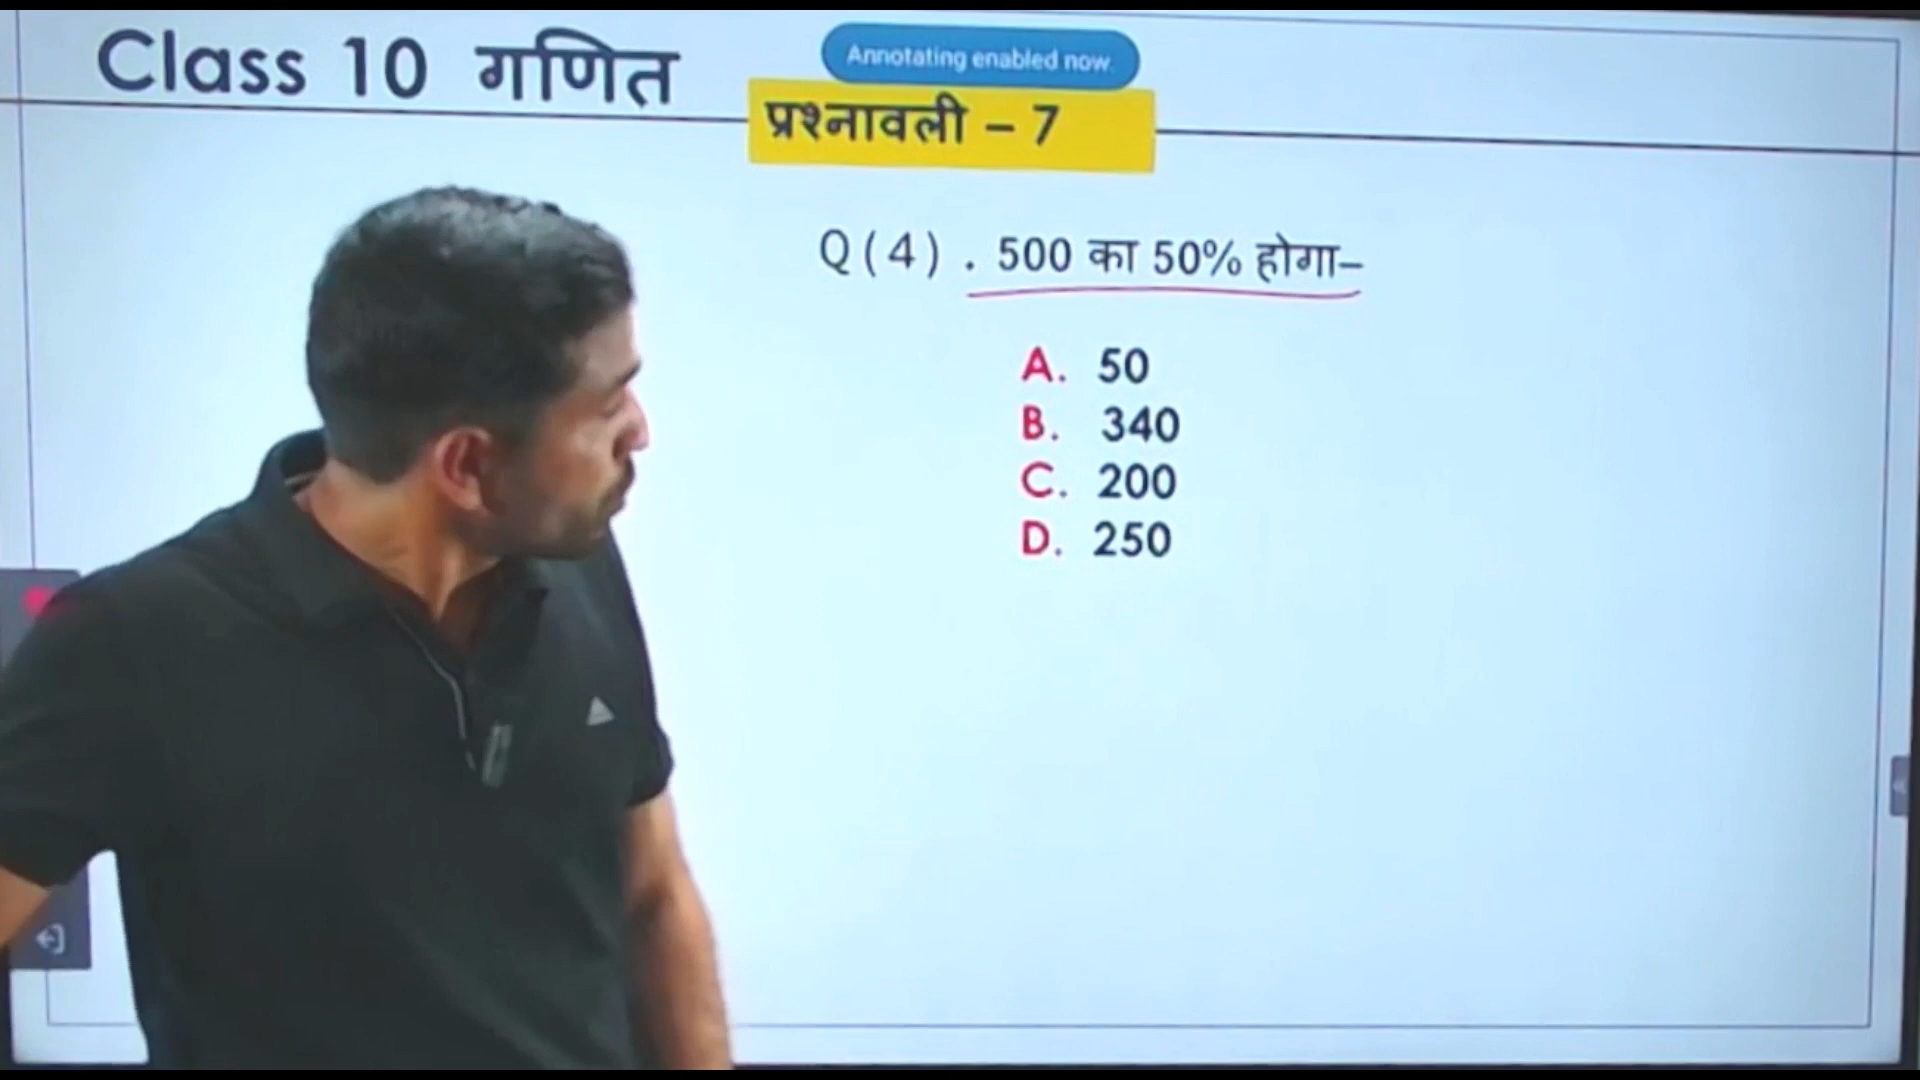 Class 10 गणित
Annotating enabled now.
प्रश्नावली – 7
Q(4). 500 का 50% होगा–
A. 50
B. 340
C. 200
D. 250